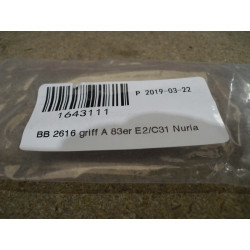 P 2019-03-22
1643111
BB 2616 griff A 83er E2/C31 Nuria